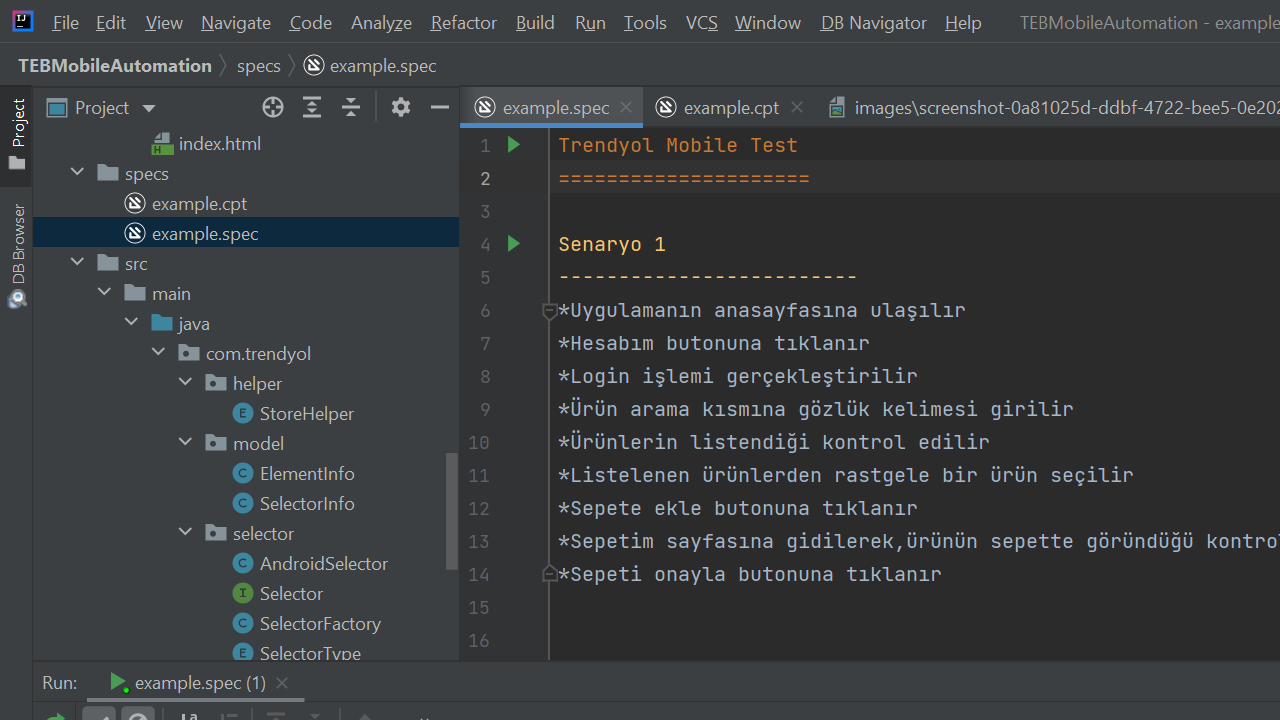 File Edit View Navigate Code Analyze Refactor Build Run Tools VCS Window DB Navigator Help TEBMobileAutomation - example
TEBMobileAutomation specs example.spec
Project
DB Browser
Project
index.html
specs
example.cpt
example.spec
src
main
java
com.trendyol
helper
StoreHelper
model
ElementInfo
SelectorInfo
selector
AndroidSelector
Selector
SelectorFactory
SelectorType
example.spec example.cpt images\screenshot-0a81025d-ddbf-4722-bee5-0e202
1 Trendyol Mobile Test
2 =====================
3
4 Senaryo 1
5 -------------------------
6 *Uygulamanın anasayfasına ulaşılır
7 *Hesabım butonuna tıklanır
8 *Login işlemi gerçekleştirilir
9 *Ürün arama kısmına gözlük kelimesi girilir
10 *Ürünlerin listendiği kontrol edilir
11 *Listelenen ürünlerden rastgele bir ürün seçilir
12 *Sepete ekle butonuna tıklanır
13 *Sepetim sayfasına gidilerek,ürünün sepette göründüğü kontrol
14 *Sepeti onayla butonuna tıklanır
15
16
Run: example.spec (1)